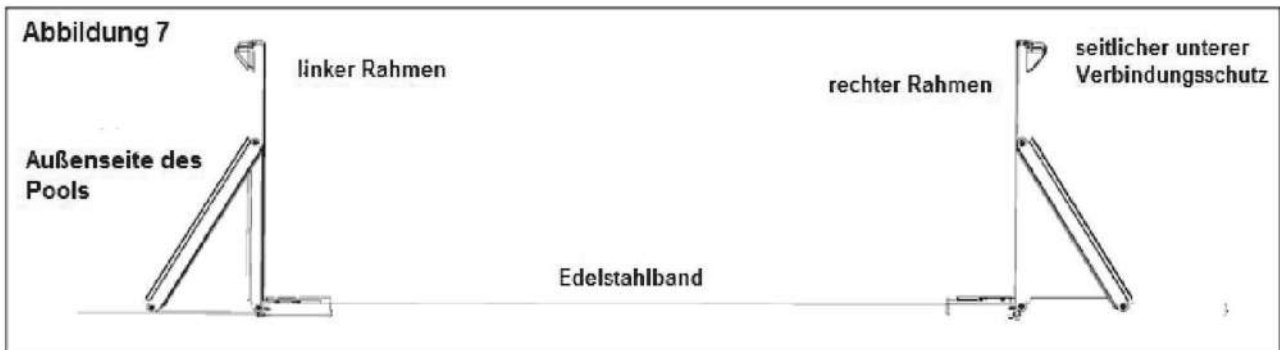 Abbildung 7
linker Rahmen
rechter Rahmen
seitlicher unterer
Verbindungsschutz
Außenseite des
Pools
Edelstahlband